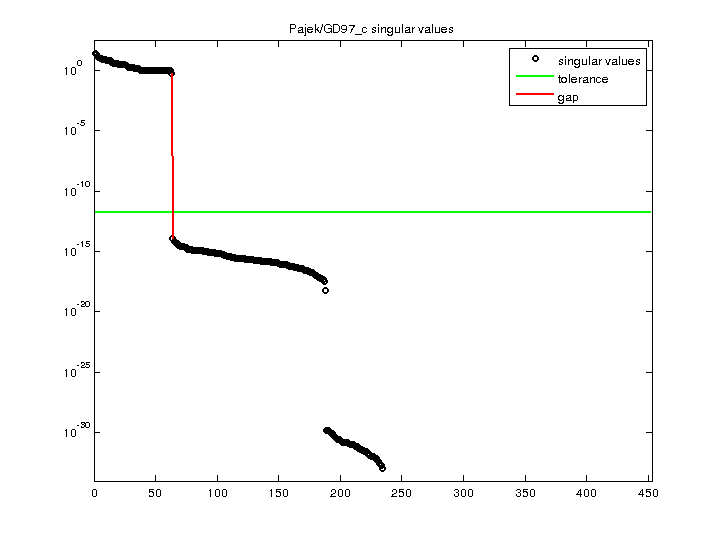 Pajek/GD97_c singular values
singular values
tolerance
gap
10^0
10^-5
10^-10
10^-15
10^-20
10^-25
10^-30
0 50 100 150 200 250 300 350 400 450